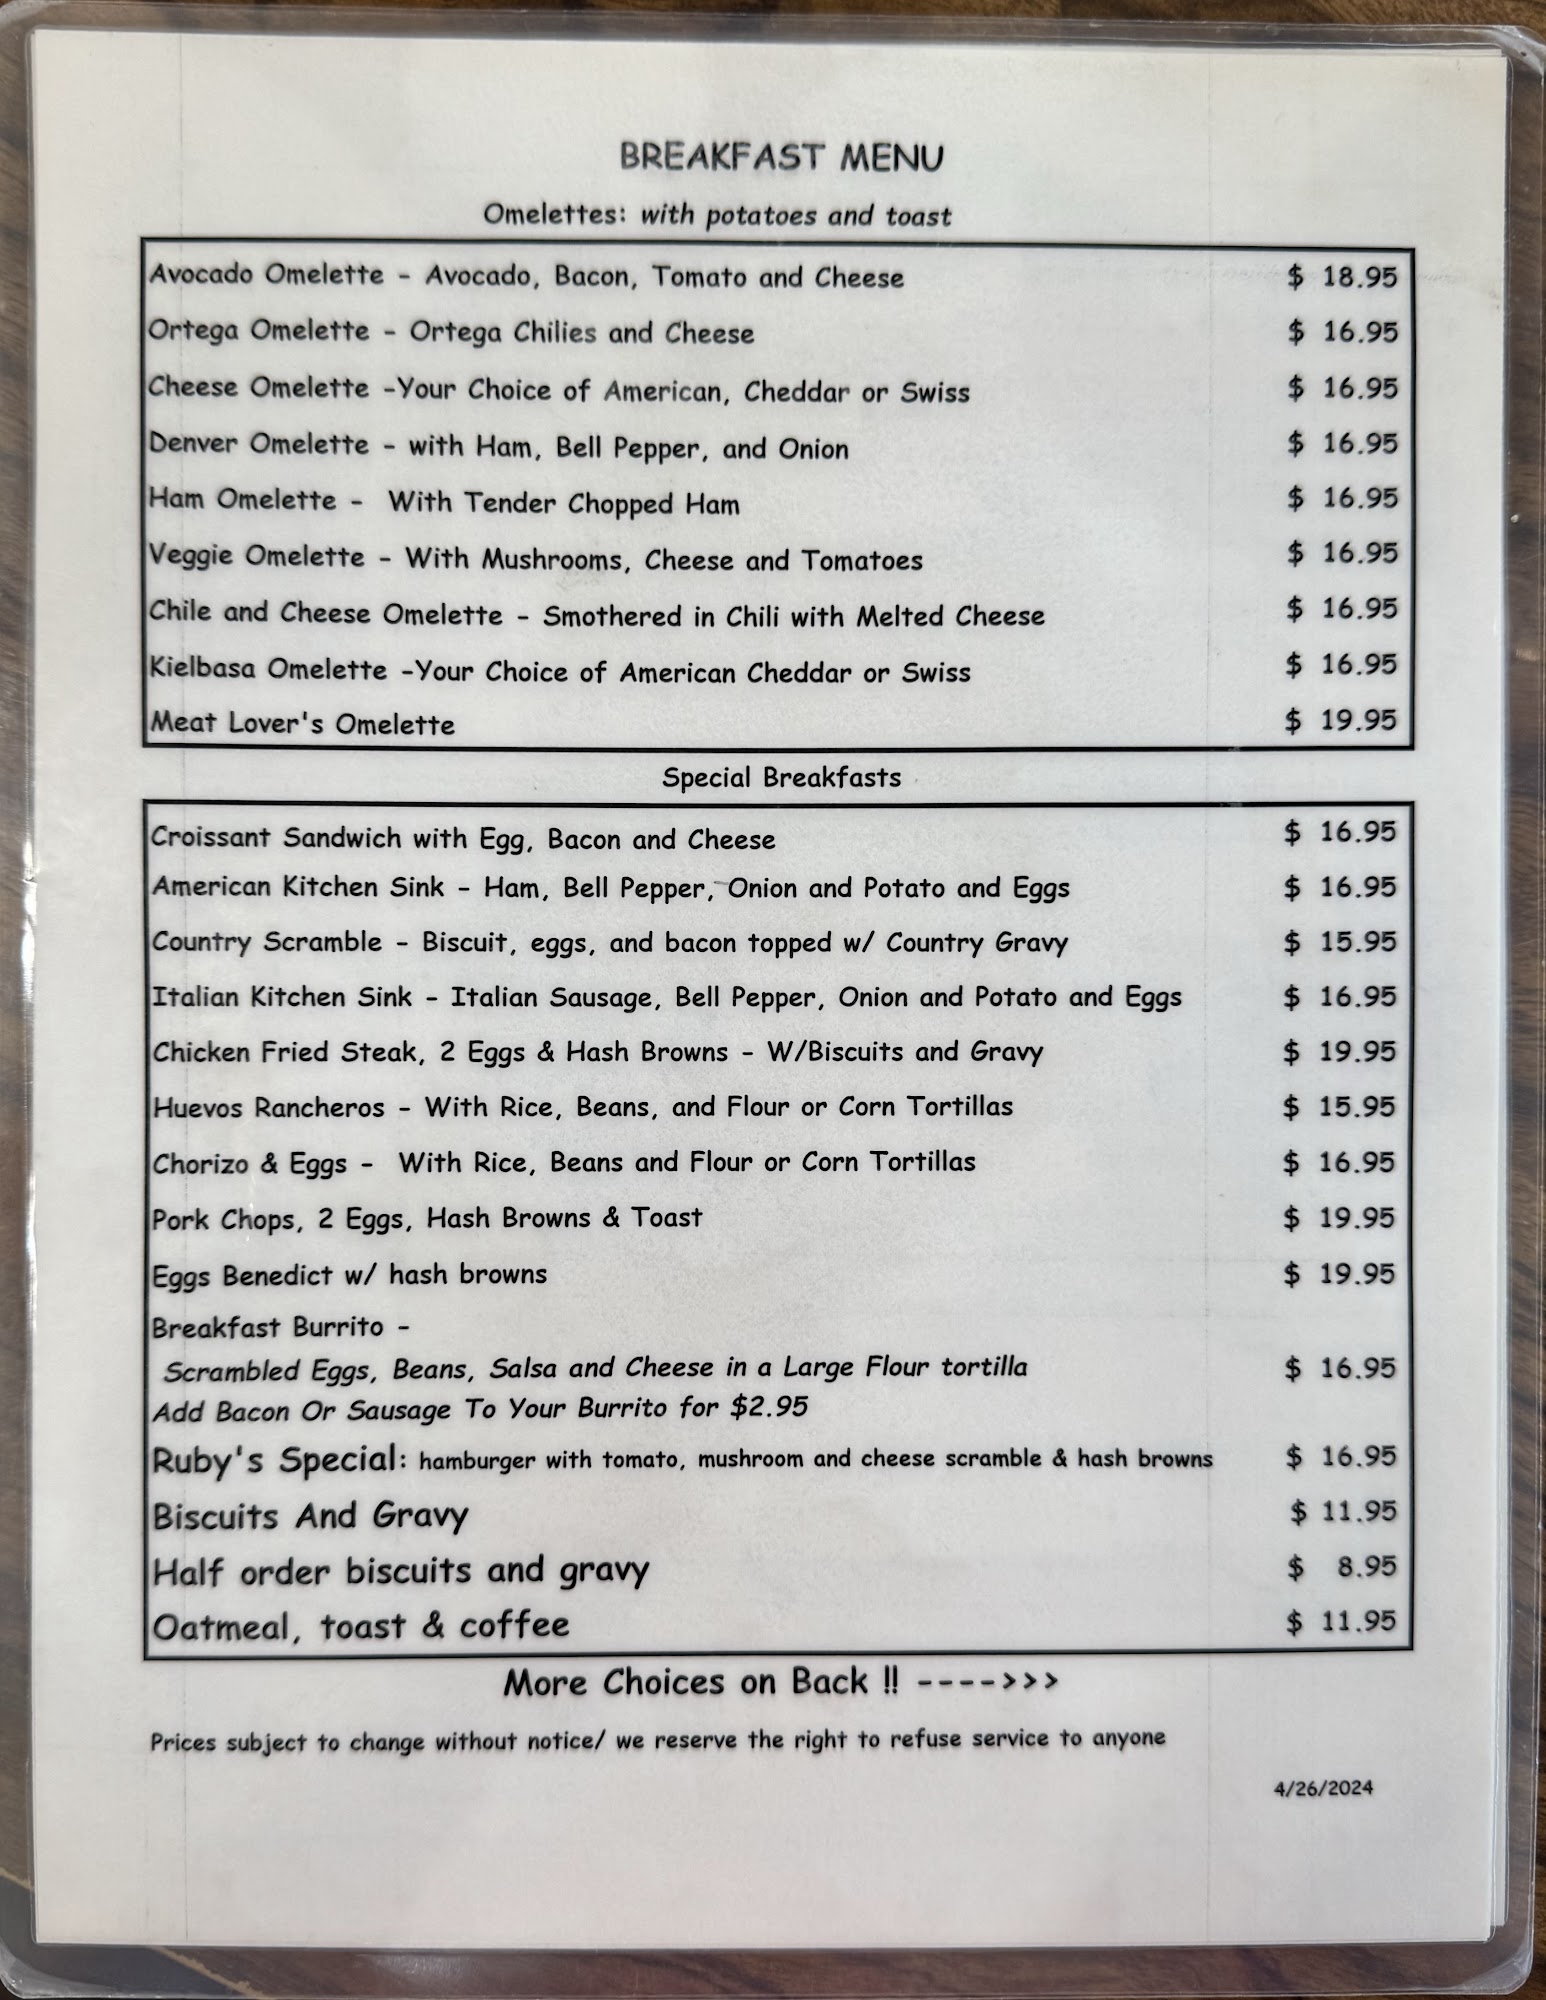 BREAKFAST MENU
Omelettes: with potatoes and toast
Avocado Omelette - Avocado, Bacon, Tomato and Cheese $ 18.95
Ortega Omelette - Ortega Chilies and Cheese $ 16.95
Cheese Omelette -Your Choice of American, Cheddar or Swiss $ 16.95
Denver Omelette - with Ham, Bell Pepper, and Onion $ 16.95
Ham Omelette - With Tender Chopped Ham $ 16.95
Veggie Omelette - With Mushrooms, Cheese and Tomatoes $ 16.95
Chile and Cheese Omelette - Smothered in Chili with Melted Cheese $ 16.95
Kielbasa Omelette -Your Choice of American Cheddar or Swiss $ 16.95
Meat Lover's Omelette $ 19.95
Special Breakfasts
Croissant Sandwich with Egg, Bacon and Cheese $ 16.95
American Kitchen Sink - Ham, Bell Pepper, Onion and Potato and Eggs $ 16.95
Country Scramble - Biscuit, eggs, and bacon topped w/ Country Gravy $ 15.95
Italian Kitchen Sink - Italian Sausage, Bell Pepper, Onion and Potato and Eggs $ 16.95
Chicken Fried Steak, 2 Eggs & Hash Browns - W/Biscuits and Gravy $ 19.95
Huevos Rancheros - With Rice, Beans, and Flour or Corn Tortillas $ 15.95
Chorizo & Eggs - With Rice, Beans and Flour or Corn Tortillas $ 16.95
Pork Chops, 2 Eggs, Hash Browns & Toast $ 19.95
Eggs Benedict w/ hash browns $ 19.95
Breakfast Burrito -
Scrambled Eggs, Beans, Salsa and Cheese in a Large Flour tortilla $ 16.95
Add Bacon Or Sausage To Your Burrito for $2.95
Ruby's Special: hamburger with tomato, mushroom and cheese scramble & hash browns $ 16.95
Biscuits And Gravy $ 11.95
Half order biscuits and gravy $ 8.95
Oatmeal, toast & coffee $ 11.95
More Choices on Back !! ---->>>
Prices subject to change without notice/ we reserve the right to refuse service to anyone
4/26/2024